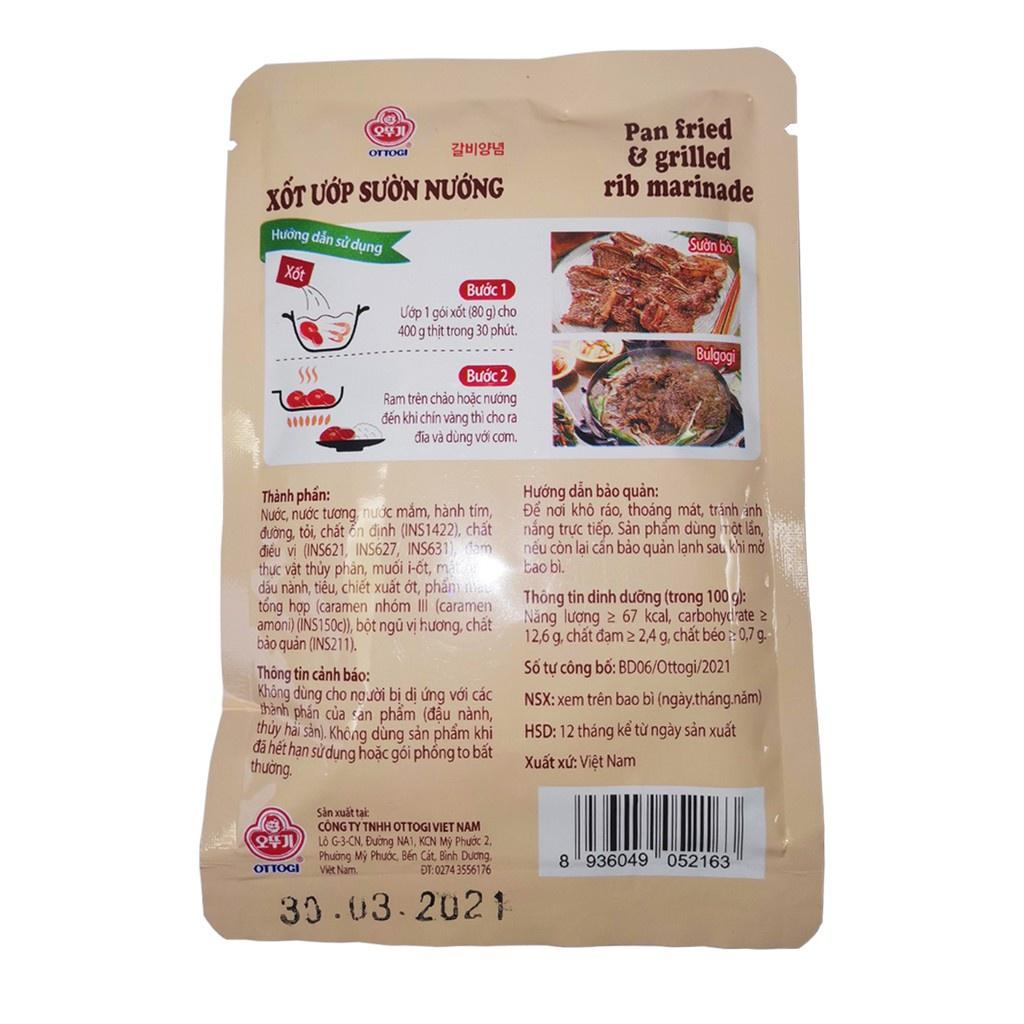 오뚜기
OTTOGI
갈비양념
XỐT ƯỚP SƯỜN NƯỚNG
Pan fried
& grilled
rib marinade
Hướng dẫn sử dụng
Xốt
Bước 1
Ướp 1 gói xốt (80 g) cho
400 g thịt trong 30 phút.
Bước 2
Ram trên chảo hoặc nướng
đến khi chín vàng thì cho ra
đĩa và dùng với cơm.
Sườn bò
Bulgogi
Thành phần:
Nước, nước tương, nước mắm, hành tím,
đường, tỏi, chất ổn định (INS1422), chất
điều vị (INS621, INS627, INS631), đạm
thực vật thủy phân, muối i-ốt,
dầu nành, tiêu, chiết xuất ớt, phẩm màu
tổng hợp (caramen nhóm III (caramen
amoni) (INS150c)), bột ngũ vị hương, chất
bảo quản (INS211).
Thông tin cảnh báo:
Không dùng cho người bị dị ứng với các
thành phần của sản phẩm (đậu nành,
thủy hải sản). Không dùng sản phẩm khi
đã hết hạn sử dụng hoặc gói phồng to bất
thường.
Hướng dẫn bảo quản:
Để nơi khô ráo, thoáng mát, tránh ánh
nắng trực tiếp. Sản phẩm dùng một lần,
nếu còn lại cần bảo quản lạnh sau khi mở
bao bì.
Thông tin dinh dưỡng (trong 100 g):
Năng lượng ≥ 67 kcal, carbohydrate ≥
12,6 g, chất đạm ≥ 2,4 g, chất béo ≥ 0,7 g.
Số tự công bố: BD06/Ottogi/2021
NSX: xem trên bao bì (ngày.tháng.năm)
HSD: 12 tháng kể từ ngày sản xuất
Xuất xứ: Việt Nam
오뚜기
OTTOGI
Sản xuất tại:
CÔNG TY TNHH OTTOGI VIET NAM
Lô G-3-CN, Đường NA1, KCN Mỹ Phước 2,
Phường Mỹ Phước, Bến Cát, Bình Dương,
Việt Nam. ĐT: 0274 3556176
8 936049 052163
30.03.2021